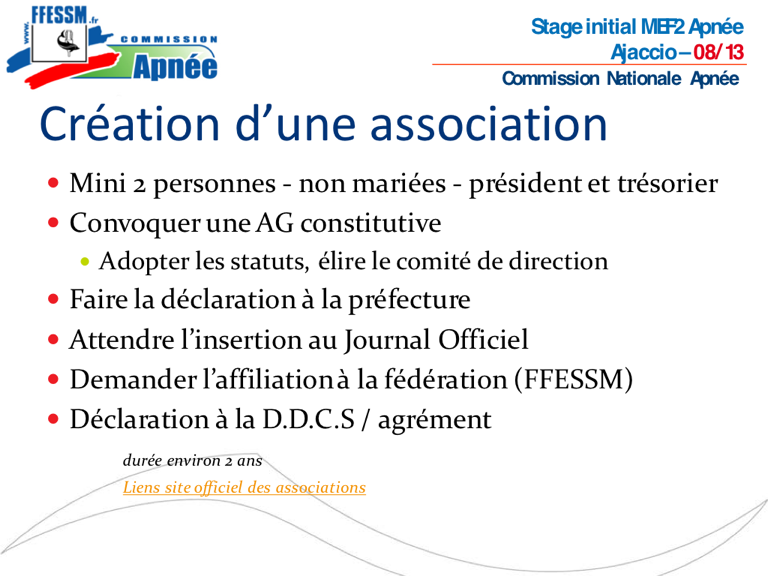 www.FFESSM.fr
COMMISSION
Apnée
Stage initial MEF2 Apnée
Ajaccio – 08/13
Commission Nationale Apnée
Création d’une association
Mini 2 personnes - non mariées - président et trésorier
Convoquer une AG constitutive
Adopter les statuts, élire le comité de direction
Faire la déclaration à la préfecture
Attendre l’insertion au Journal Officiel
Demander l’affiliation à la fédération (FFESSM)
Déclaration à la D.D.C.S / agrément
durée environ 2 ans
Liens site officiel des associations